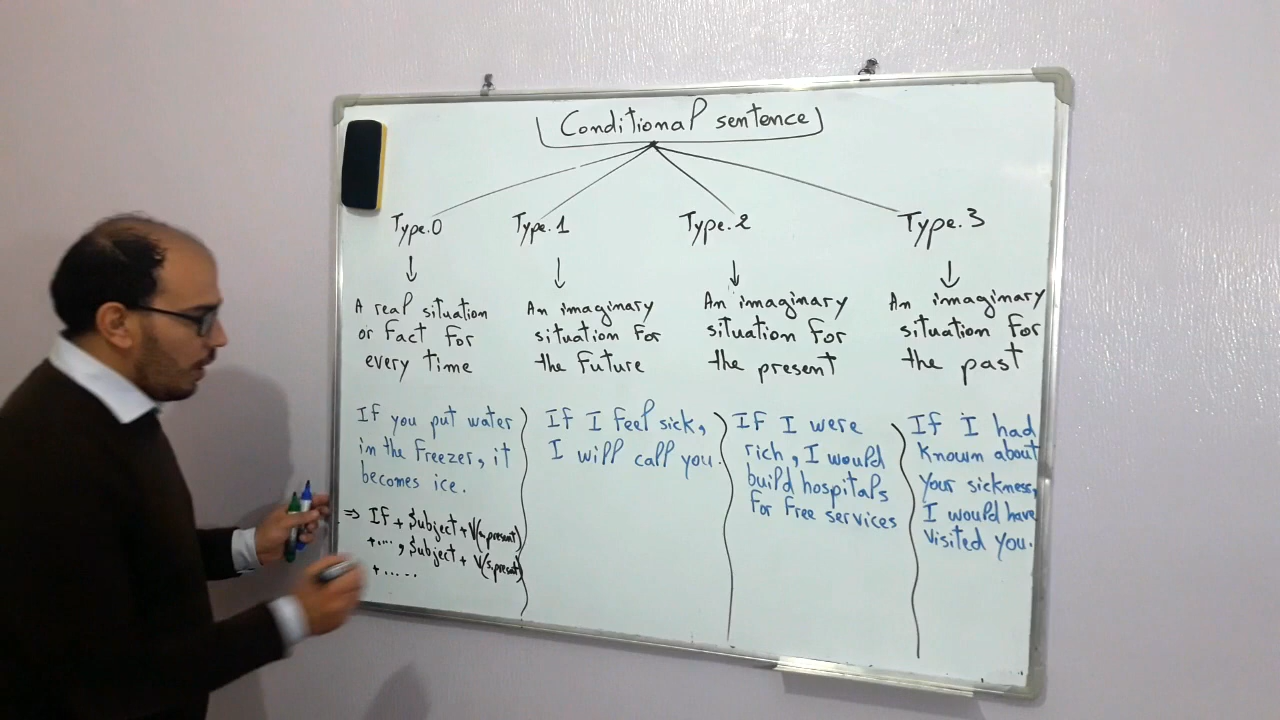 Conditional sentence
Type.0
Type.1
Type.2
Type.3
A real situation
or fact for
every time
An imaginary
situation for
the future
An imaginary
situation for
the present
An imaginary
situation for
the past
If you put water
in the freezer, it
becomes ice.
⇒ If + Subject + V(s.present)
+...., Subject + V(s.present)
+.....
If I feel sick,
I will call you.
If I were
rich, I would
build hospitals
for free services
If I had
known about
your sickness,
I would have
visited you.